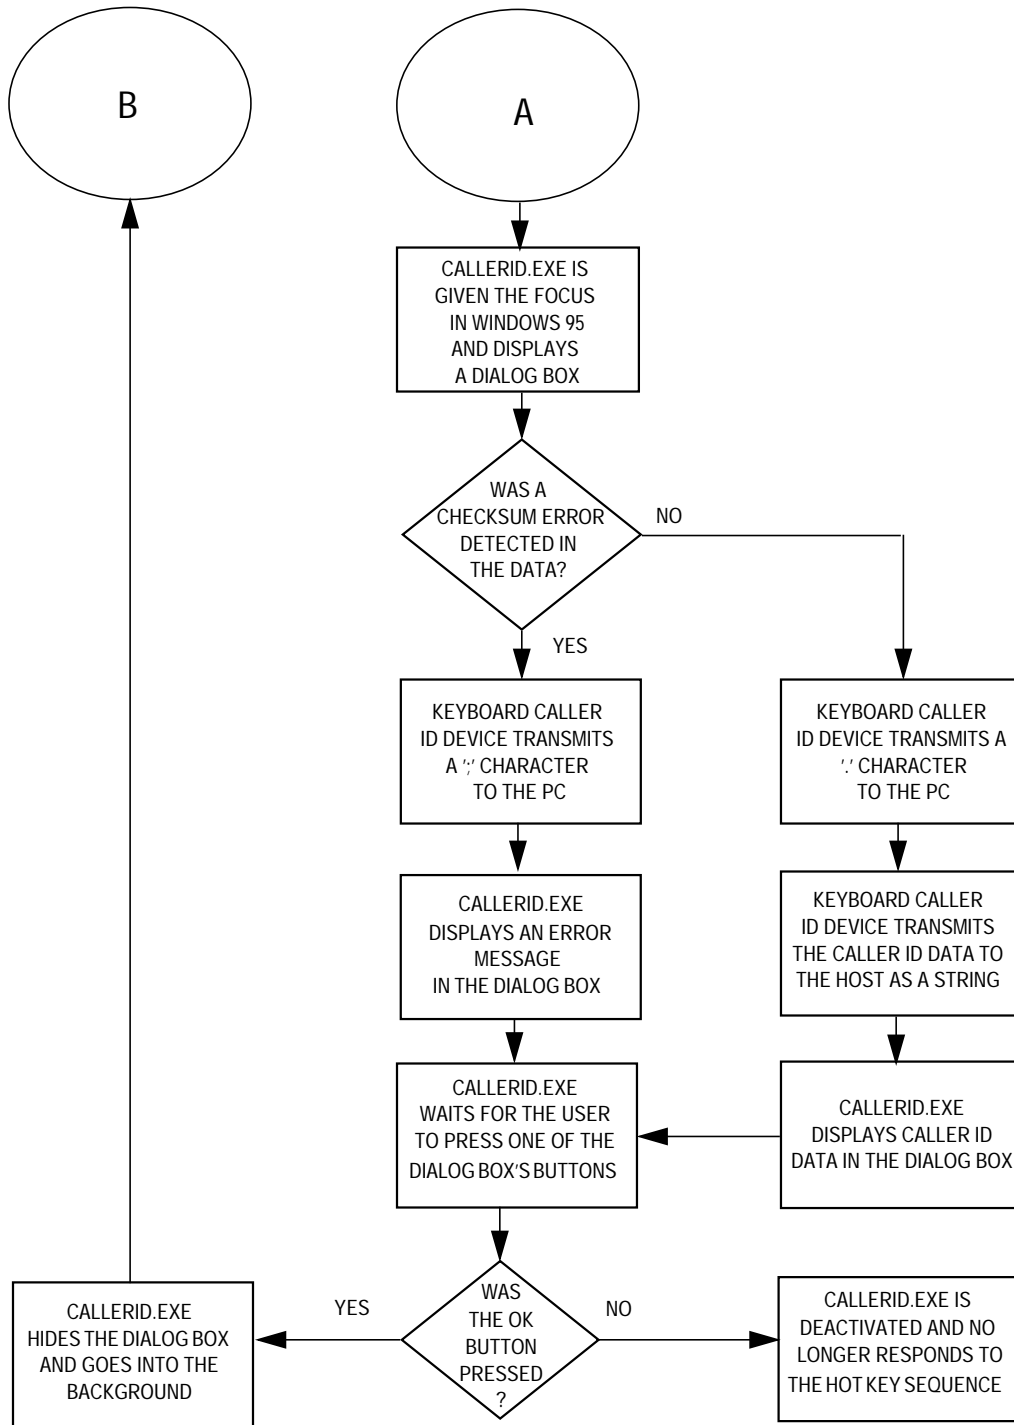 B
A
CALLERID.EXE IS
GIVEN THE FOCUS
IN WINDOWS 95
AND DISPLAYS
A DIALOG BOX
WAS A
CHECKSUM ERROR
DETECTED IN
THE DATA?
NO
YES
KEYBOARD CALLER
ID DEVICE TRANSMITS
A ';' CHARACTER
TO THE PC
KEYBOARD CALLER
ID DEVICE TRANSMITS A
'.' CHARACTER
TO THE PC
CALLERID.EXE
DISPLAYS AN ERROR
MESSAGE
IN THE DIALOG BOX
KEYBOARD CALLER
ID DEVICE TRANSMITS
THE CALLER ID DATA TO
THE HOST AS A STRING
CALLERID.EXE
WAITS FOR THE USER
TO PRESS ONE OF THE
DIALOG BOX'S BUTTONS
CALLERID.EXE
DISPLAYS CALLER ID
DATA IN THE DIALOG BOX
CALLERID.EXE
HIDES THE DIALOG BOX
AND GOES INTO THE
BACKGROUND
YES
WAS
THE OK
BUTTON
PRESSED
?
NO
CALLERID.EXE IS
DEACTIVATED AND NO
LONGER RESPONDS TO
THE HOT KEY SEQUENCE